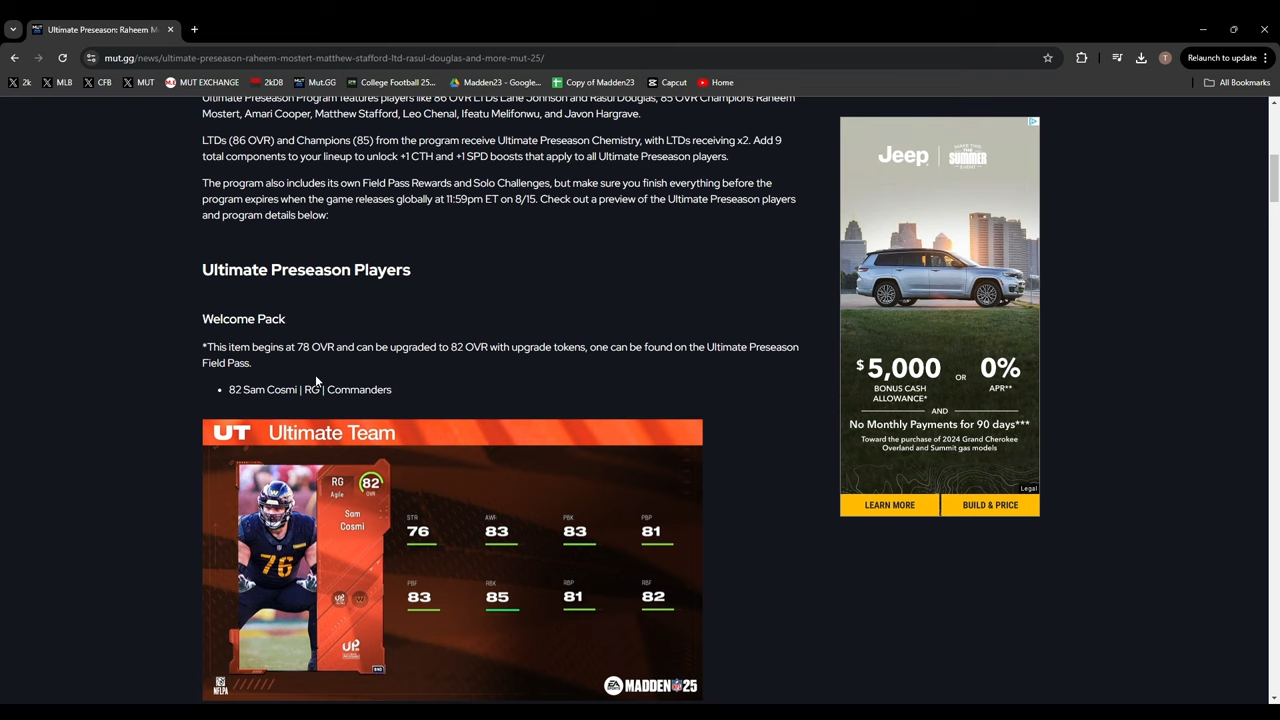 Ultimate Preseason: Raheem M
mut.gg/news/ultimate-preseason-raheem-mostert-matthew-stafford-ltd-rasul-douglas-and-more-mut-25/
T
Relaunch to update
2k
MLB
CFB
MUT
MUT EXCHANGE
2kDB
Mut.GG
College Football 25...
Madden23 - Google...
Copy of Madden23
Capcut
Home
All Bookmarks
Ultimate Preseason Program features players like 86 OVR LTDs Lane Johnson and Rasul Douglas, 85 OVR Champions Raheem
Mostert, Amari Cooper, Matthew Stafford, Leo Chenal, Ifeatu Melifonwu, and Javon Hargrave.
LTDs (86 OVR) and Champions (85) from the program receive Ultimate Preseason Chemistry, with LTDs receiving x2. Add 9
total components to your lineup to unlock +1 CTH and +1 SPD boosts that apply to all Ultimate Preseason players.
The program also includes its own Field Pass Rewards and Solo Challenges, but make sure you finish everything before the
program expires when the game releases globally at 11:59pm ET on 8/15. Check out a preview of the Ultimate Preseason players
and program details below:
Ultimate Preseason Players
Welcome Pack
*This item begins at 78 OVR and can be upgraded to 82 OVR with upgrade tokens, one can be found on the Ultimate Preseason
Field Pass.
• 82 Sam Cosmi | RG | Commanders
UT Ultimate Team
RG
Agile
82
OVR
Sam
Cosmi
76
UP
STR
76
AWR
83
PBK
83
PBP
81
PBF
83
RBK
85
RBP
81
RBF
82
NFLPA
EA SPORTS MADDEN NFL 25
Jeep
THE SUMMER EVENT
$5,000
BONUS CASH
ALLOWANCE*
OR
0%
APR**
AND
No Monthly Payments for 90 days***
Toward the purchase of 2024 Grand Cherokee
Overland and Summit gas models
Legal
LEARN MORE
BUILD & PRICE